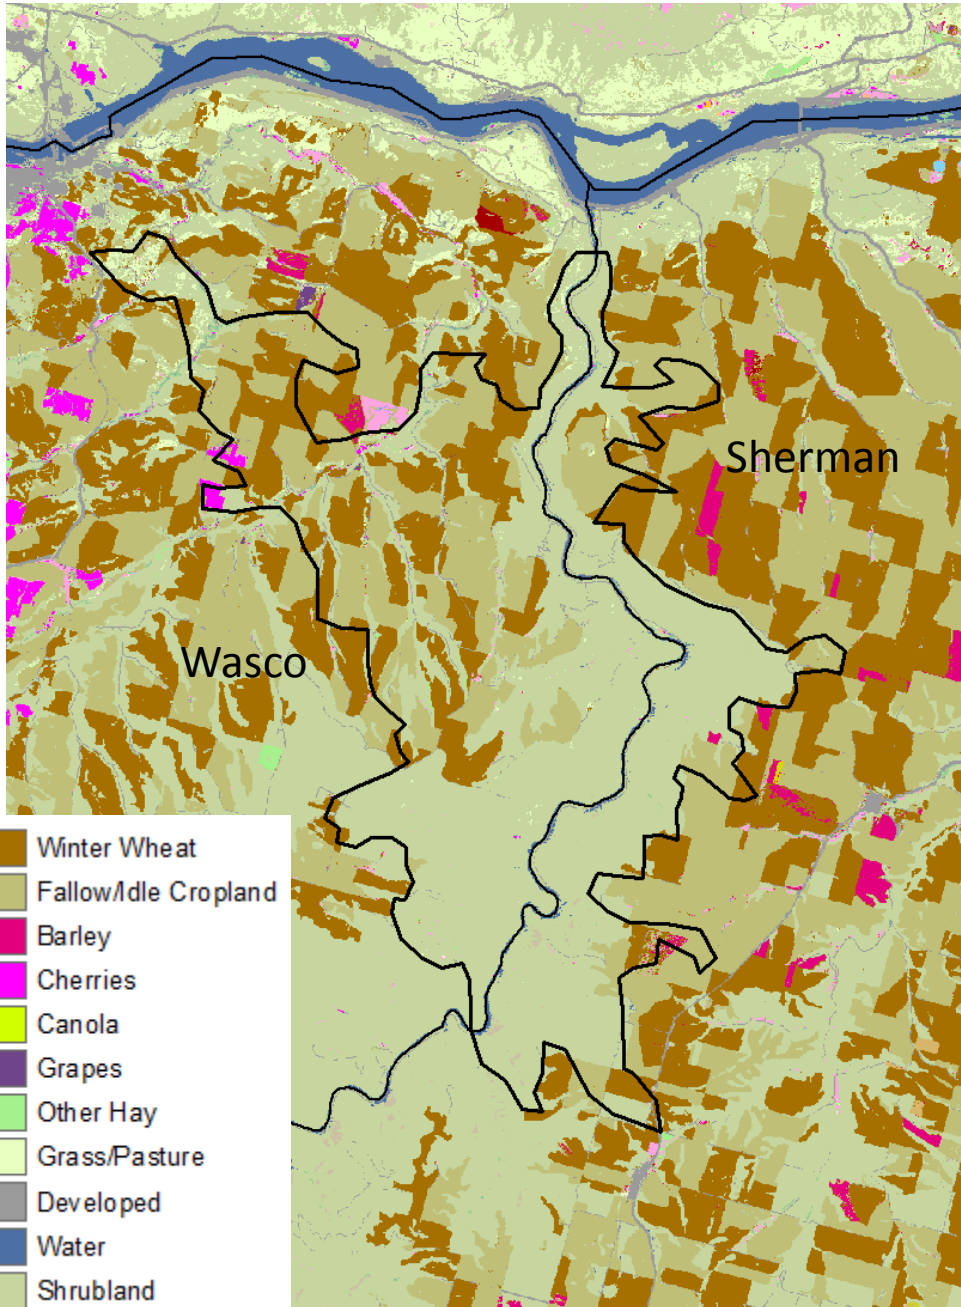 Sherman
Wasco
Winter Wheat
Fallow/Idle Cropland
Barley
Cherries
Canola
Grapes
Other Hay
Grass/Pasture
Developed
Water
Shrubland